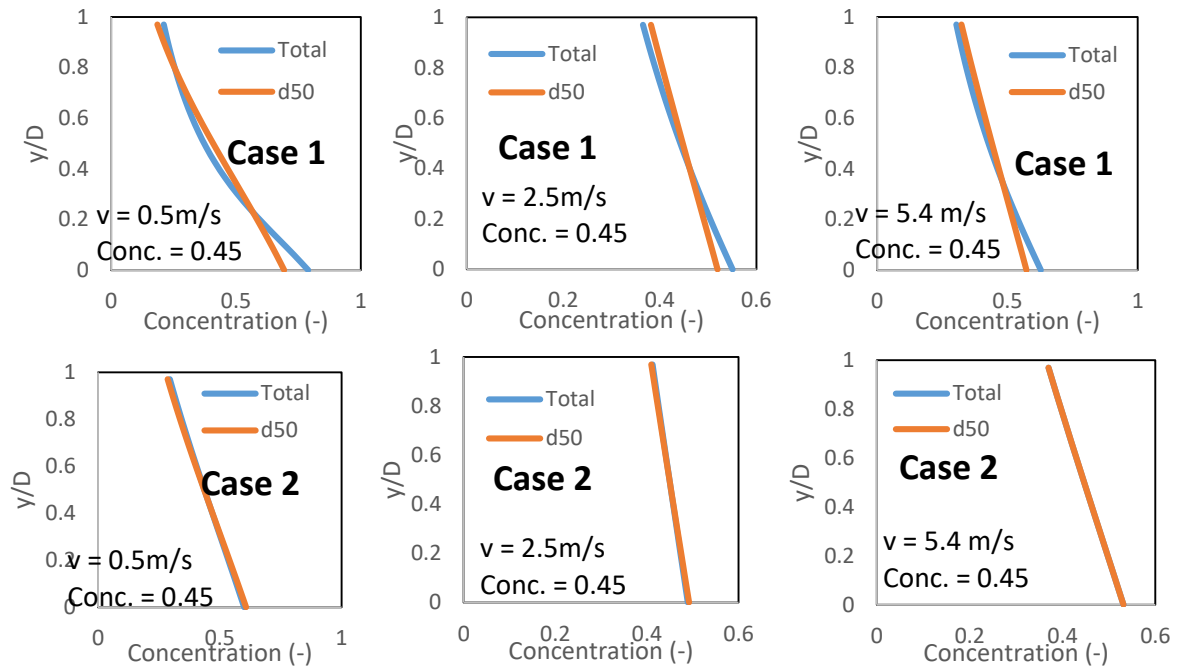 1
0.8
0.6
0.4
0.2
0
y/D
Total
d50
Case 1
v = 0.5m/s
Conc. = 0.45
0
0.5
1
Concentration (-)
1
0.8
0.6
0.4
0.2
0
y/D
Total
d50
Case 1
v = 2.5m/s
Conc. = 0.45
0
0.2
0.4
0.6
Concentration (-)
1
0.8
0.6
0.4
0.2
0
y/D
Total
d50
Case 1
v = 5.4 m/s
Conc. = 0.45
0
0.5
1
Concentration (-)
1
0.8
0.6
0.4
0.2
0
y/D
Total
d50
Case 2
v = 0.5m/s
Conc. = 0.45
0
0.5
1
Concentration (-)
1
0.8
0.6
0.4
0.2
0
y/D
Total
d50
Case 2
v = 2.5m/s
Conc. = 0.45
0
0.2
0.4
0.6
Concentration (-)
1
0.8
0.6
0.4
0.2
0
y/D
Total
d50
Case 2
v = 5.4 m/s
Conc. = 0.45
0
0.2
0.4
0.6
Concentration (-)